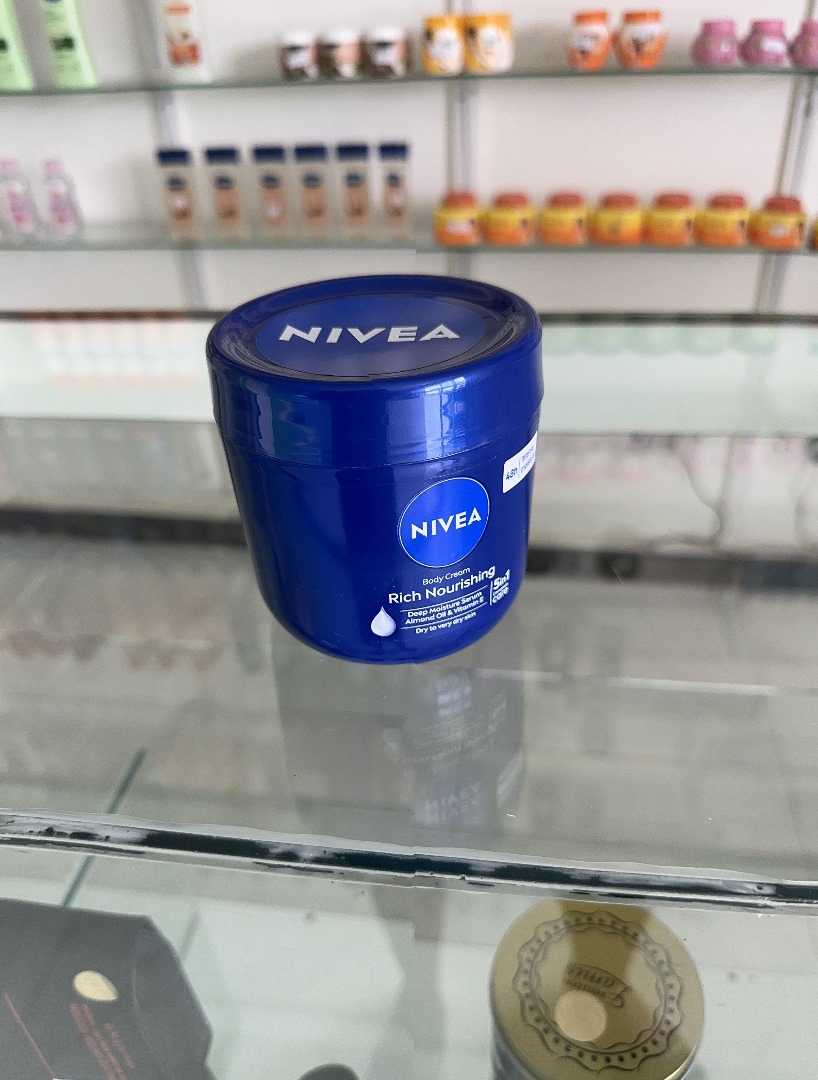 NIVEA
48h
NIVEA
Body Cream
Rich Nourishing
Deep Moisture Serum
Almond Oil & Vitamin E
Dry to very dry skin
5in1
care